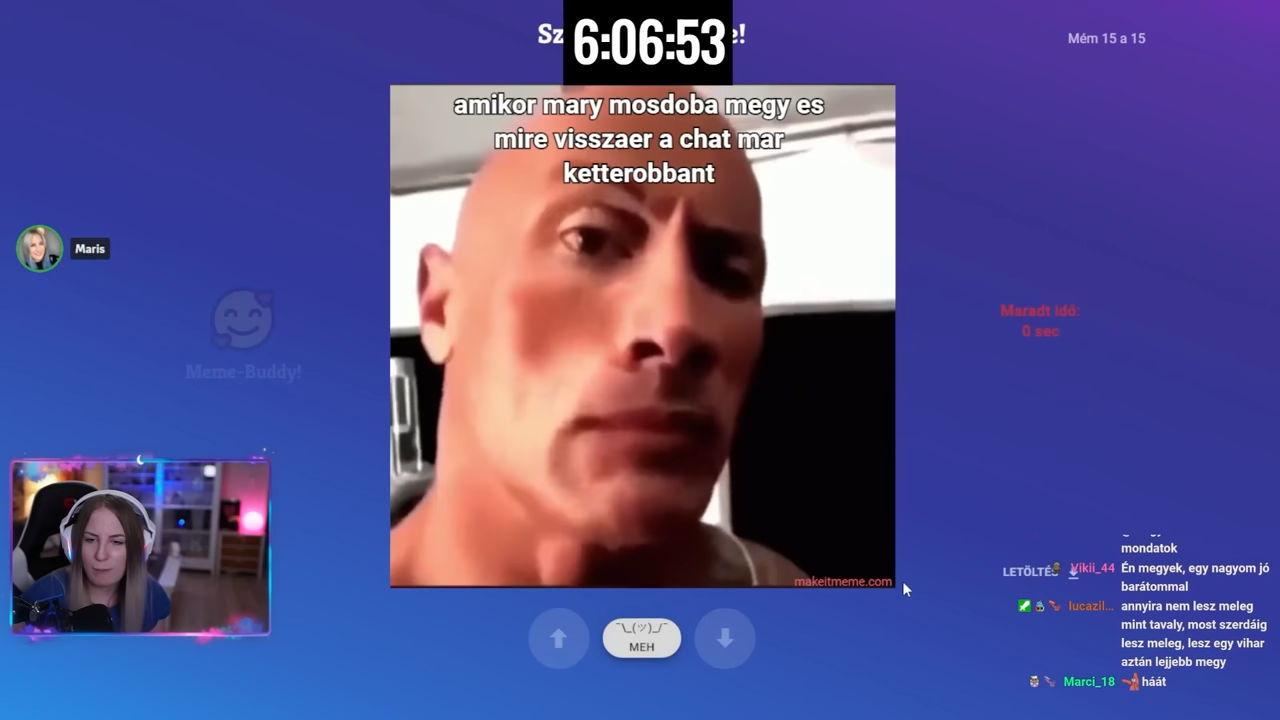 Sz
e!
6:06:53
Mém 15 a 15
amikor mary mosdoba megy es
mire visszaer a chat mar
ketterobbant
Maris
Meme-Buddy!
Maradt idő:
0 sec
makeitmeme.com
MEH
LETÖLTÉS
mondatok
Vikii_44 Én megyek, egy nagyom jó
barátommal
lucazil... annyira nem lesz meleg
mint tavaly, most szerdáig
lesz meleg, lesz egy vihar
aztán lejjebb megy
Marci_18 háát